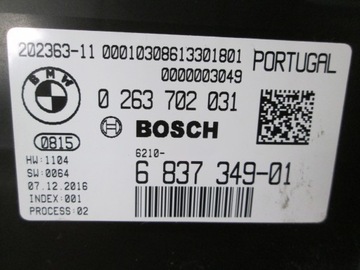 202363-11 00010308613301801 PORTUGAL
0000003049
BMW
0 263 702 031
BOSCH
0815
6210-
HW:1104
6 837 349-01
SW:0064
07.12.2016
INDEX:001
PROCESS:02